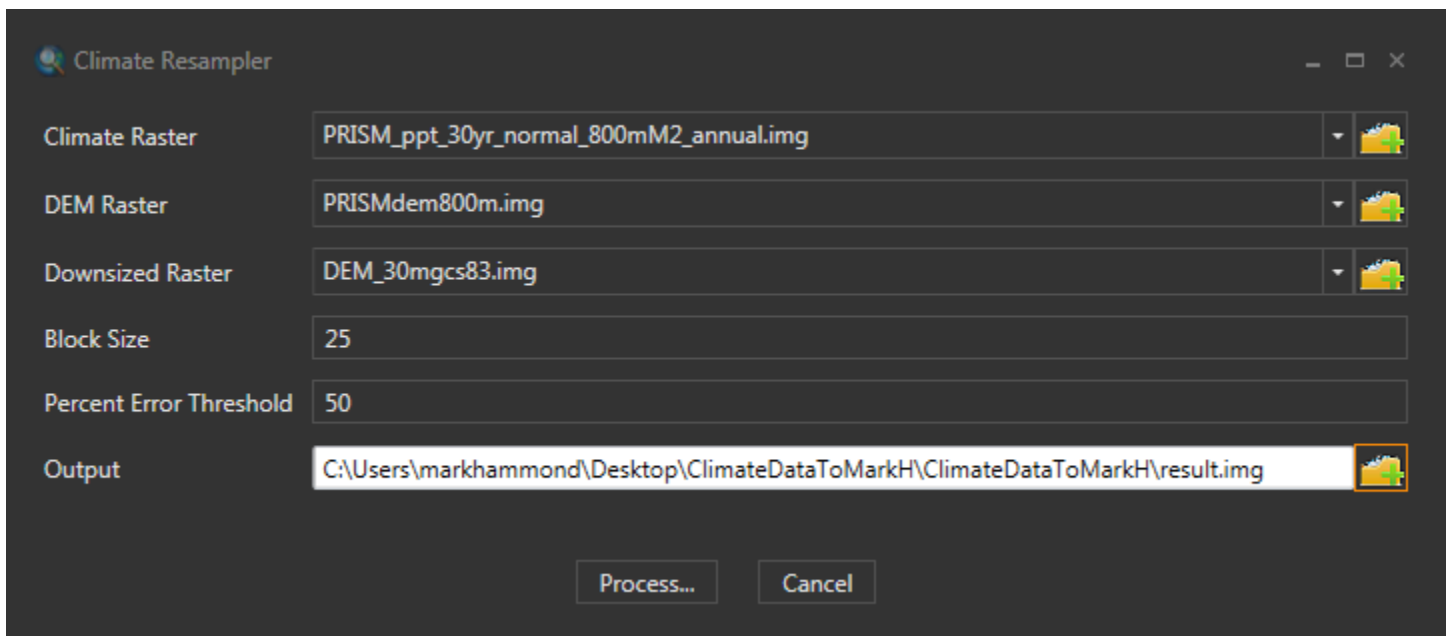 Climate Resampler
Climate Raster PRISM_ppt_30yr_normal_800mM2_annual.img
DEM Raster PRISMdem800m.img
Downsized Raster DEM_30mgcs83.img
Block Size 25
Percent Error Threshold 50
Output C:\Users\markhammond\Desktop\ClimateDataToMarkH\ClimateDataToMarkH\result.img
Process... Cancel